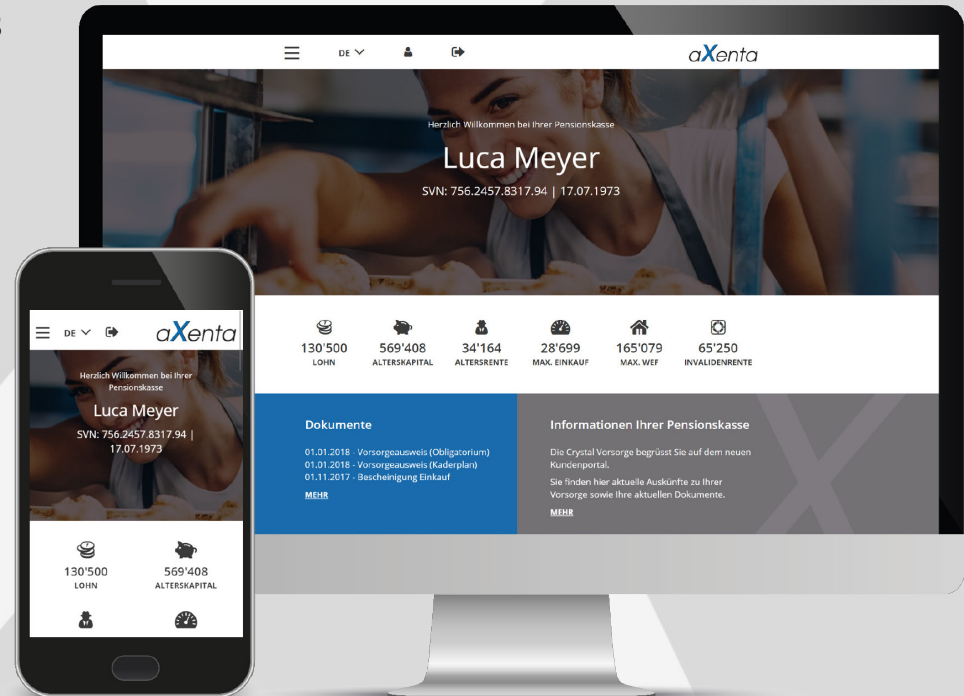 DE
aXenta
Herzlich Willkommen bei Ihrer Pensionskasse
Luca Meyer
SVN: 756.2457.8317.94 | 17.07.1973
130'500
LOHN
569'408
ALTERSKAPITAL
34'164
ALTERSRENTE
28'699
MAX. EINKAUF
165'079
MAX. WEF
65'250
INVALIDENRENTE
Dokumente
01.01.2018 - Vorsorgeausweis (Obligatorium)
01.01.2018 - Vorsorgeausweis (Kaderplan)
01.11.2017 - Bescheinigung Einkauf
MEHR
Informationen Ihrer Pensionskasse
Die Crystal Vorsorge begrüsst Sie auf dem neuen
Kundenportal.
Sie finden hier aktuelle Auskünfte zu Ihrer
Vorsorge sowie Ihre aktuellen Dokumente.
MEHR
DE
aXenta
Herzlich Willkommen bei Ihrer
Pensionskasse
Luca Meyer
SVN: 756.2457.8317.94 |
17.07.1973
130'500
LOHN
569'408
ALTERSKAPITAL